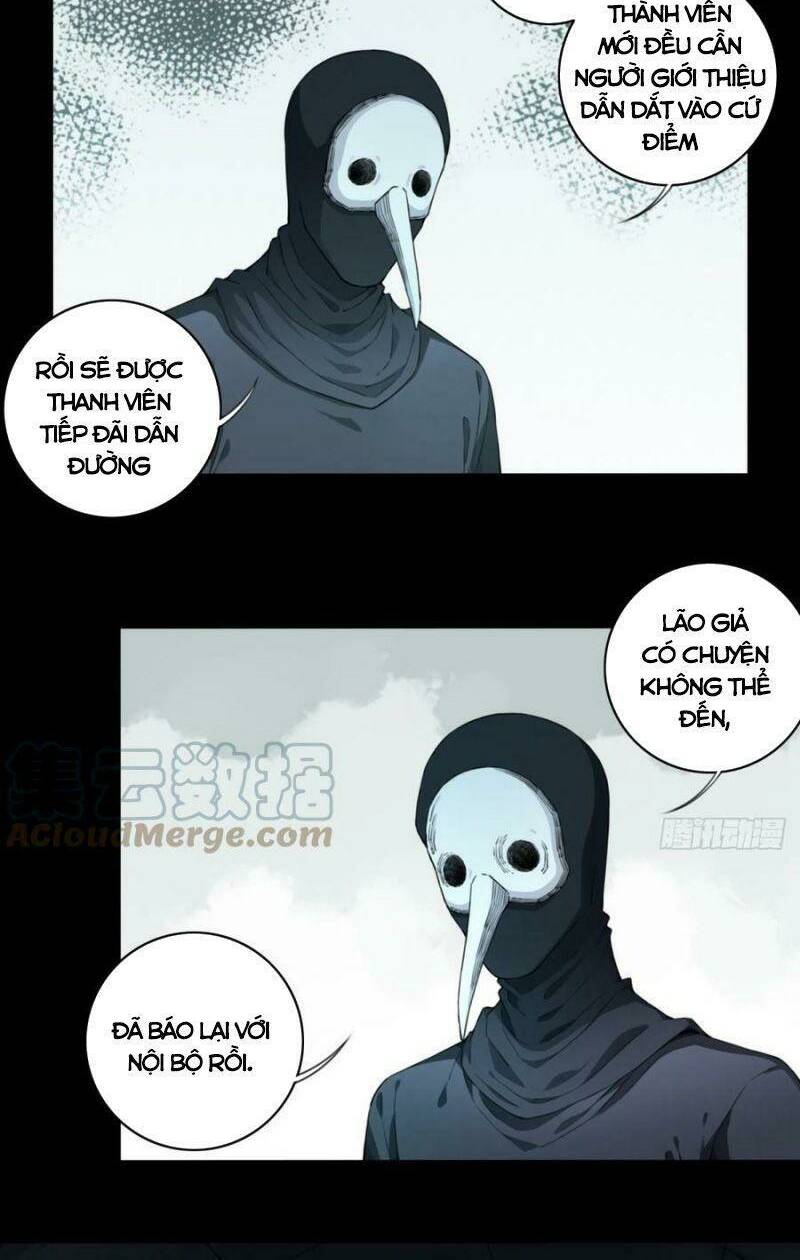 THÀNH VIÊN
MỚI ĐỀU CẦN
NGƯỜI GIỚI THIỆU
DẪN DẮT VÀO CỨ
ĐIỂM
RỒI SẼ ĐƯỢC
THANH VIÊN
TIẾP ĐÃI DẪN
ĐƯỜNG
LÃO GIẢ
CÓ CHUYỆN
KHÔNG THỂ
ĐẾN,
集云数据
ACloudMerge.com
腾讯动漫
ĐÃ BÁO LẠI VỚI
NỘI BỘ RỒI.